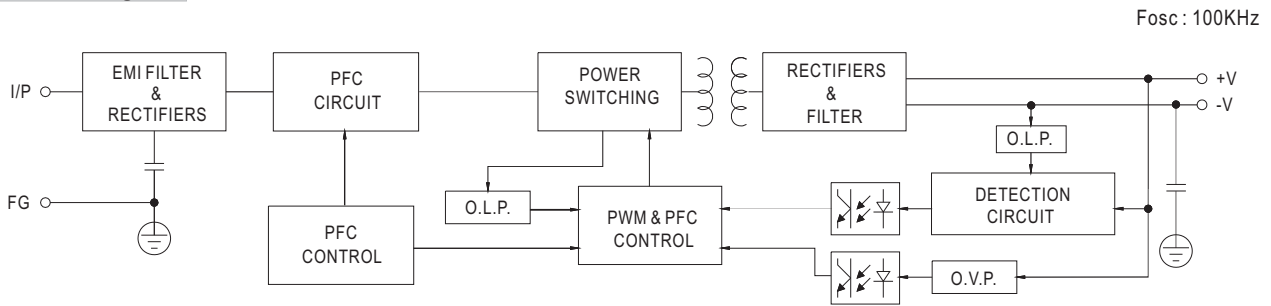 Fosc : 100KHz
I/P
EMI FILTER
&
RECTIFIERS
PFC
CIRCUIT
POWER
SWITCHING
RECTIFIERS
&
FILTER
+V
-V
O.L.P.
FG
PFC
CONTROL
O.L.P.
PWM & PFC
CONTROL
DETECTION
CIRCUIT
O.V.P.